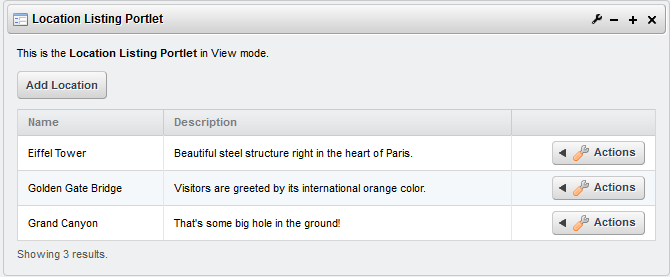 Location Listing Portlet
This is the Location Listing Portlet in View mode.
Add Location
Name Description
Eiffel Tower Beautiful steel structure right in the heart of Paris. Actions
Golden Gate Bridge Visitors are greeted by its international orange color. Actions
Grand Canyon That's some big hole in the ground! Actions
Showing 3 results.